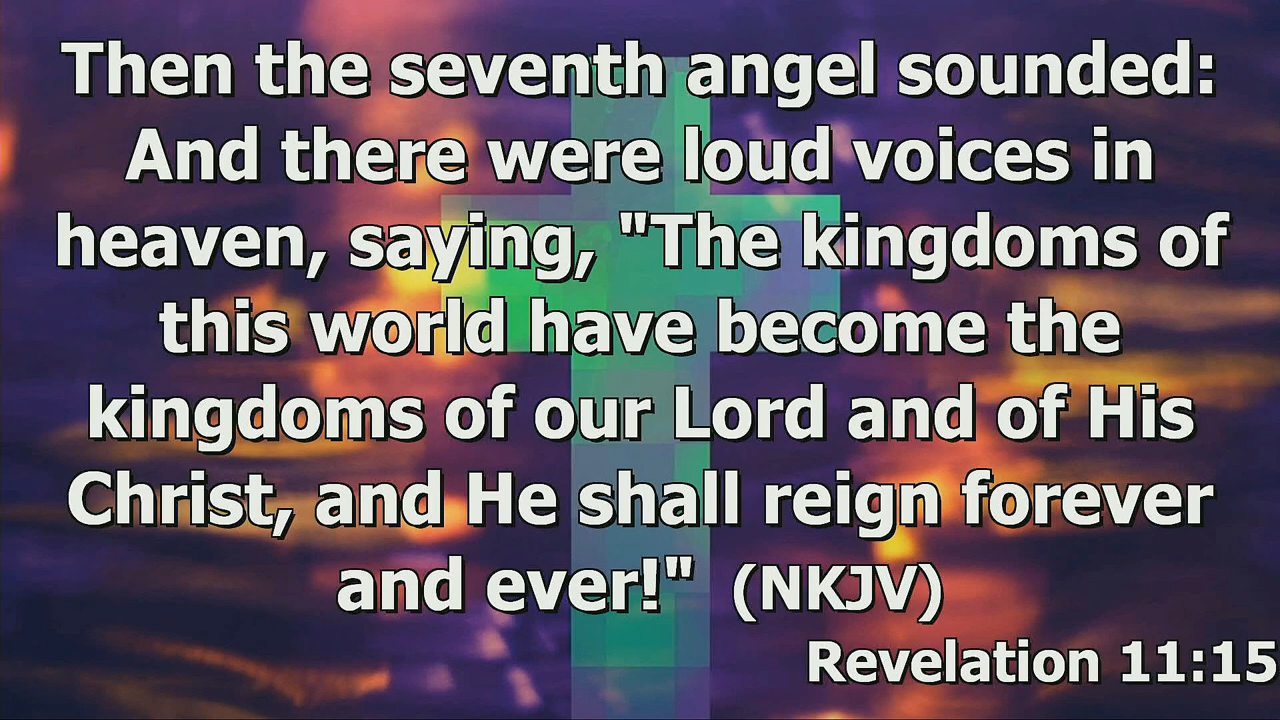 Then the seventh angel sounded:
And there were loud voices in
heaven, saying, "The kingdoms of
this world have become the
kingdoms of our Lord and of His
Christ, and He shall reign forever
and ever!" (NKJV)
Revelation 11:15